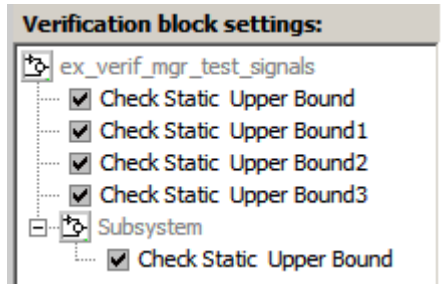 Verification block settings:
ex_verif_mgr_test_signals
Check Static Upper Bound
Check Static Upper Bound1
Check Static Upper Bound2
Check Static Upper Bound3
Subsystem
Check Static Upper Bound